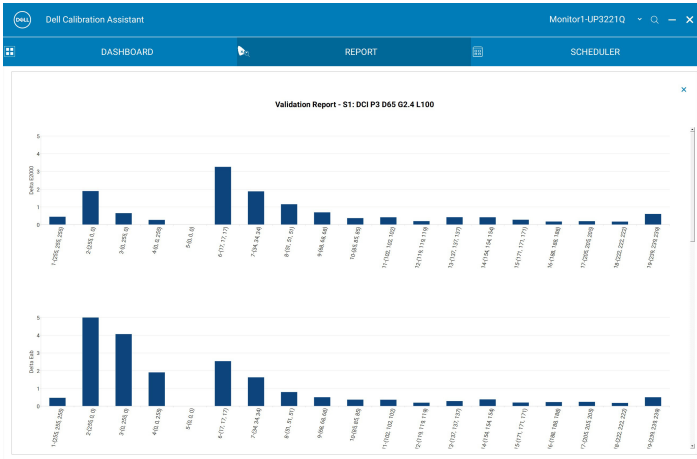 DELL Dell Calibration Assistant Monitor1-UP3221Q
DASHBOARD REPORT SCHEDULER
Validation Report - S1: DCI P3 D65 G2.4 L100
Delta E2000
5
4
3
2
1
0
1-(255, 255, 255)
2-(255, 0, 0)
3-(0, 255, 0)
4-(0, 0, 255)
5-(0, 0, 0)
6-(17, 17, 17)
7-(34, 34, 34)
8-(51, 51, 51)
9-(68, 68, 68)
10-(85, 85, 85)
11-(102, 102, 102)
12-(119, 119, 119)
13-(137, 137, 137)
14-(154, 154, 154)
15-(171, 171, 171)
16-(188, 188, 188)
17-(205, 205, 205)
18-(222, 222, 222)
19-(239, 239, 239)
Delta Eab
5
4
3
2
1
0
1-(255, 255, 255)
2-(255, 0, 0)
3-(0, 255, 0)
4-(0, 0, 255)
5-(0, 0, 0)
6-(17, 17, 17)
7-(34, 34, 34)
8-(51, 51, 51)
9-(68, 68, 68)
10-(85, 85, 85)
11-(102, 102, 102)
12-(119, 119, 119)
13-(137, 137, 137)
14-(154, 154, 154)
15-(171, 171, 171)
16-(188, 188, 188)
17-(205, 205, 205)
18-(222, 222, 222)
19-(239, 239, 239)